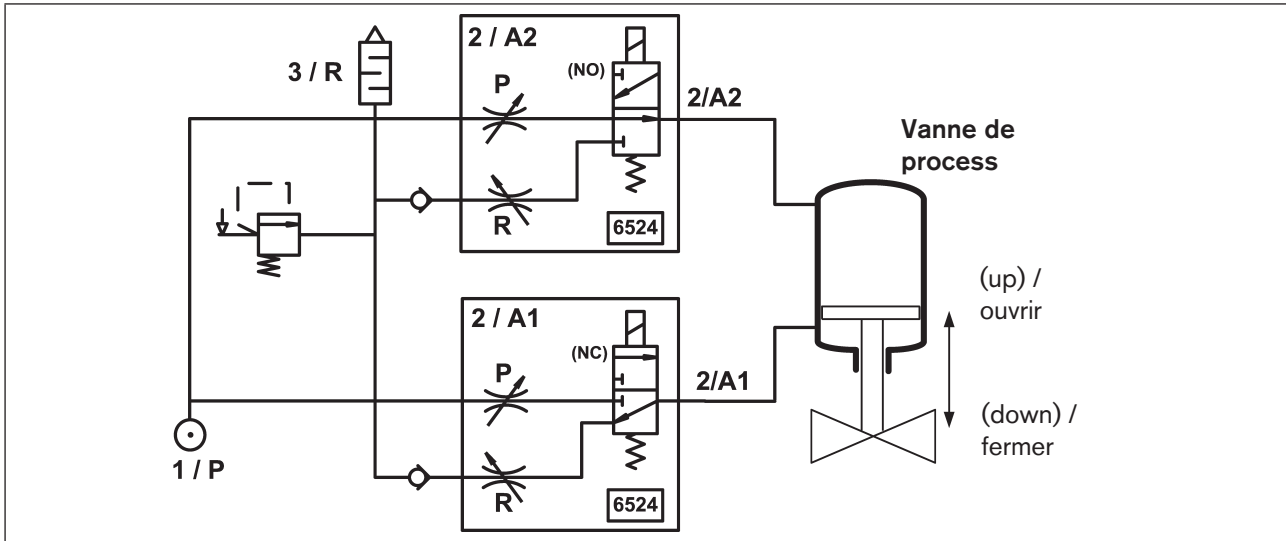 2 / A2
3 / R
(NO)
P
2/A2
R
6524
Vanne de
process
(up) /
ouvrir
2 / A1
(NC)
P
2/A1
R
6524
1 / P
(down) /
fermer